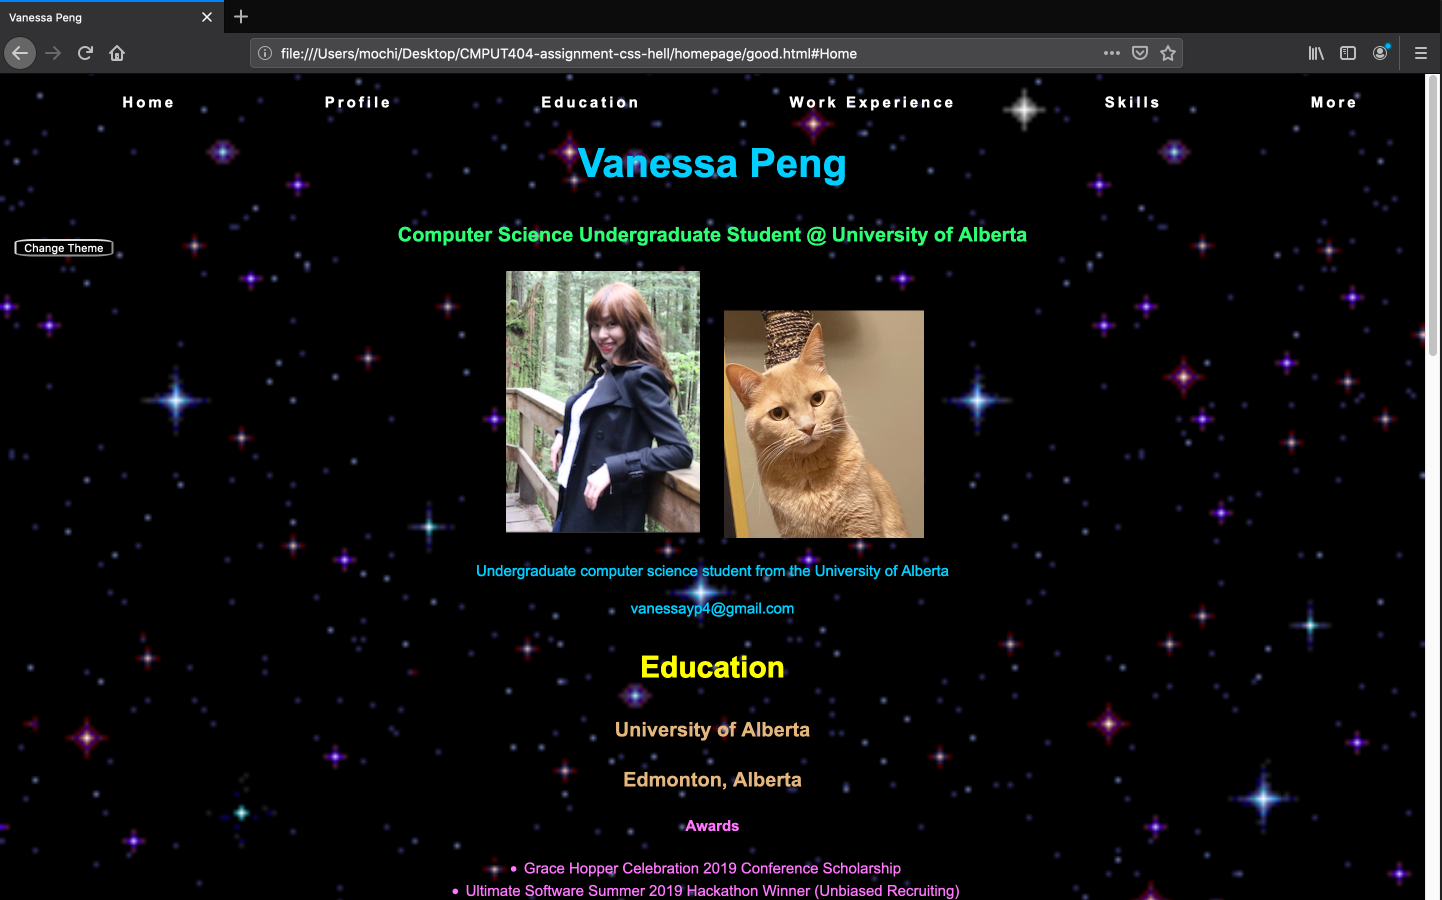 Vanessa Peng
file:///Users/mochi/Desktop/CMPUT404-assignment-css-hell/homepage/good.html#Home
Home Profile Education Work Experience Skills More
Vanessa Peng
Computer Science Undergraduate Student @ University of Alberta
Change Theme
Undergraduate computer science student from the University of Alberta
vanessayp4@gmail.com
Education
University of Alberta
Edmonton, Alberta
Awards
• Grace Hopper Celebration 2019 Conference Scholarship
• Ultimate Software Summer 2019 Hackathon Winner (Unbiased Recruiting)